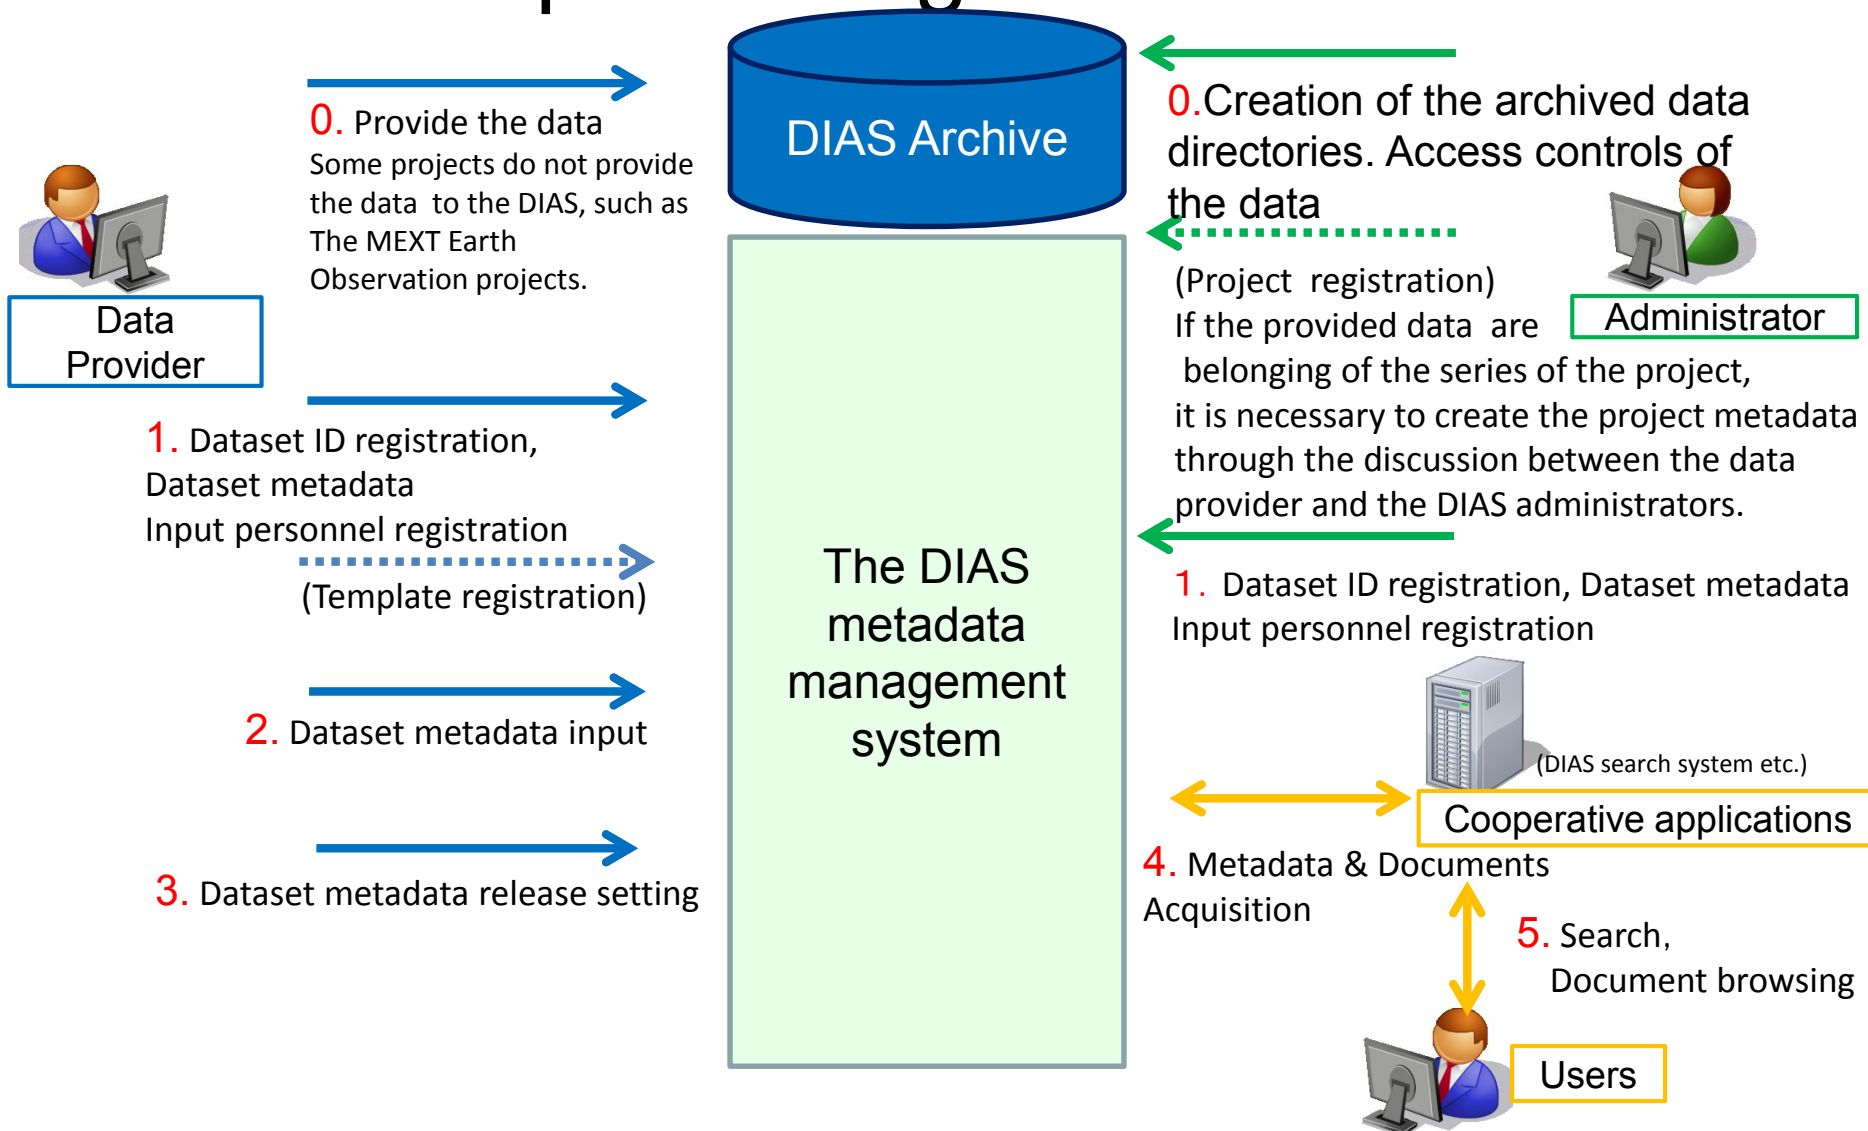 DIAS Archive
0. Provide the data
Some projects do not provide
the data to the DIAS, such as
The MEXT Earth
Observation projects.
Data
Provider
1. Dataset ID registration,
Dataset metadata
Input personnel registration
(Template registration)
2. Dataset metadata input
3. Dataset metadata release setting
The DIAS
metadata
management
system
0.Creation of the archived data
directories. Access controls of
the data
Administrator
(Project registration)
If the provided data are
belonging of the series of the project,
it is necessary to create the project metadata
through the discussion between the data
provider and the DIAS administrators.
1. Dataset ID registration, Dataset metadata
Input personnel registration
(DIAS search system etc.)
Cooperative applications
4. Metadata & Documents
Acquisition
5. Search,
Document browsing
Users